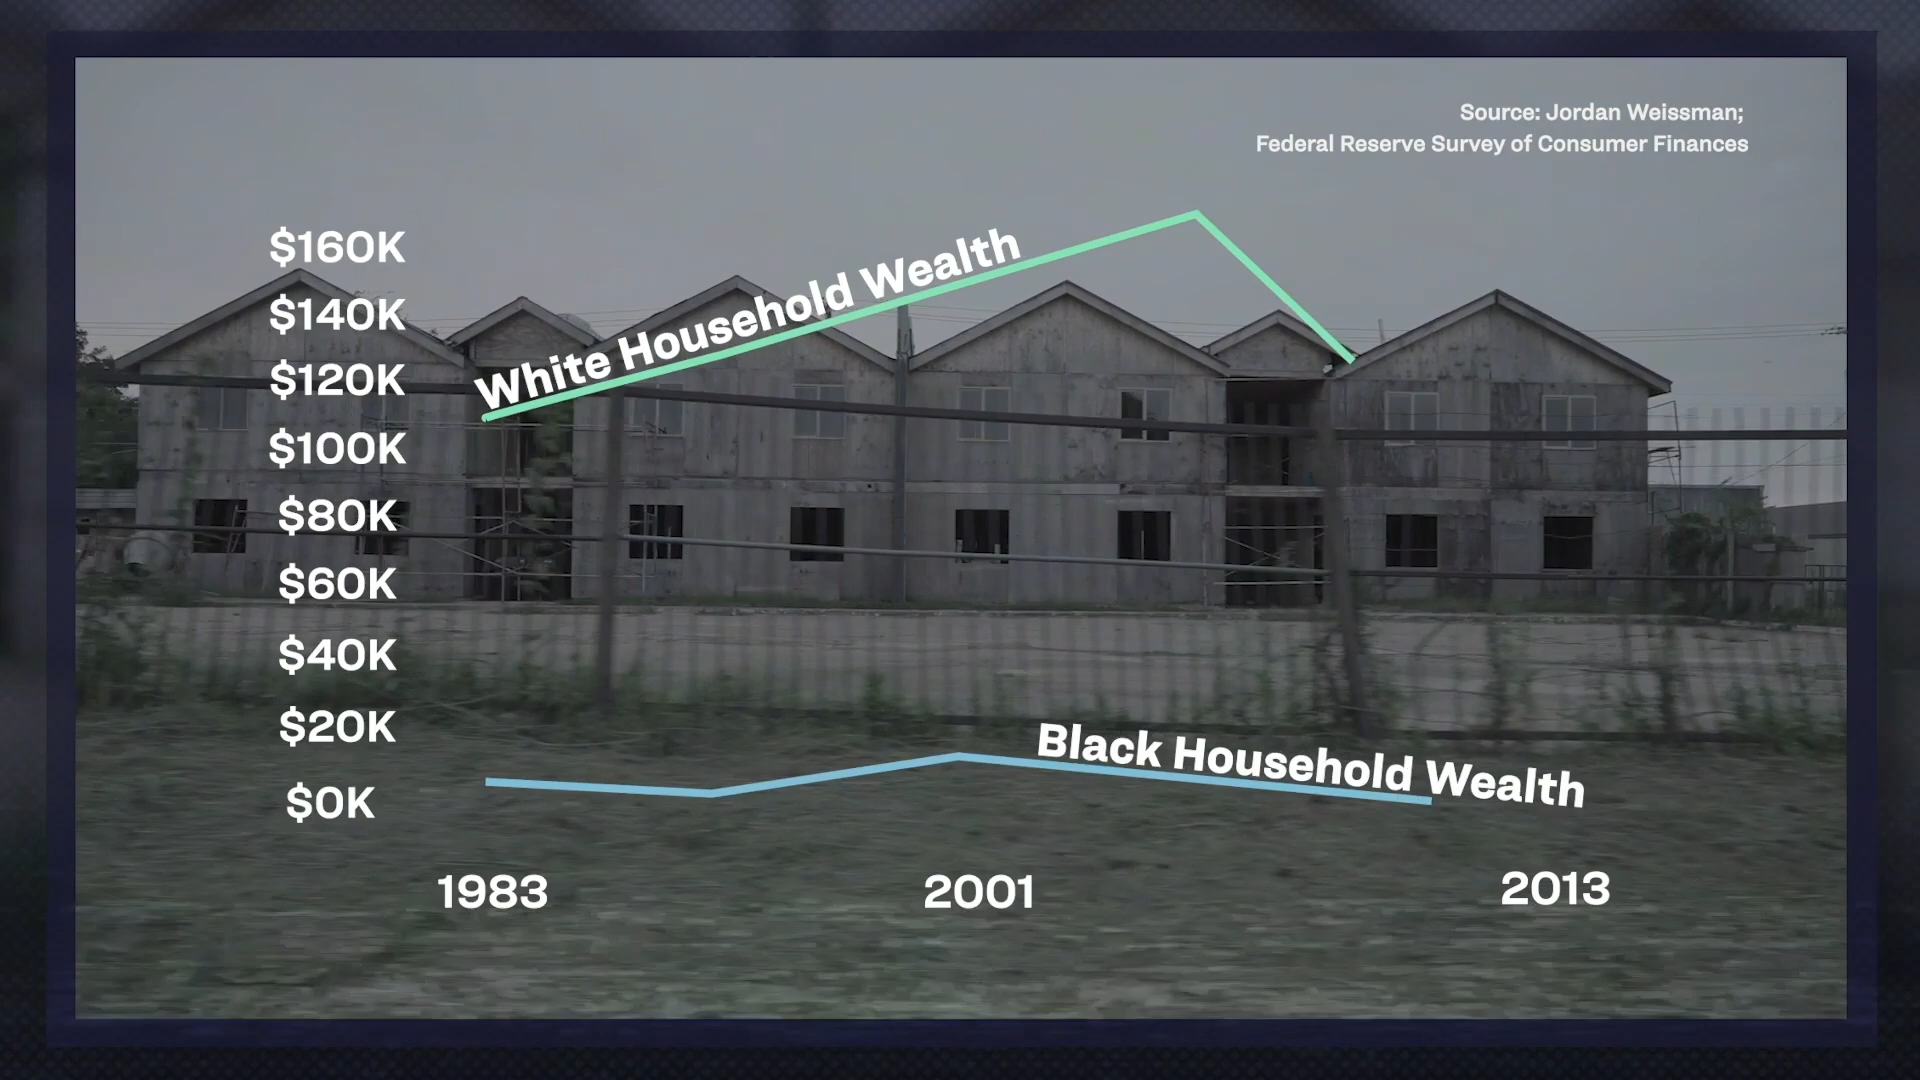 Source: Jordan Weissman;
Federal Reserve Survey of Consumer Finances
$160K
$140K
$120K
$100K
$80K
$60K
$40K
$20K
$0K
White Household Wealth
Black Household Wealth
1983
2001
2013